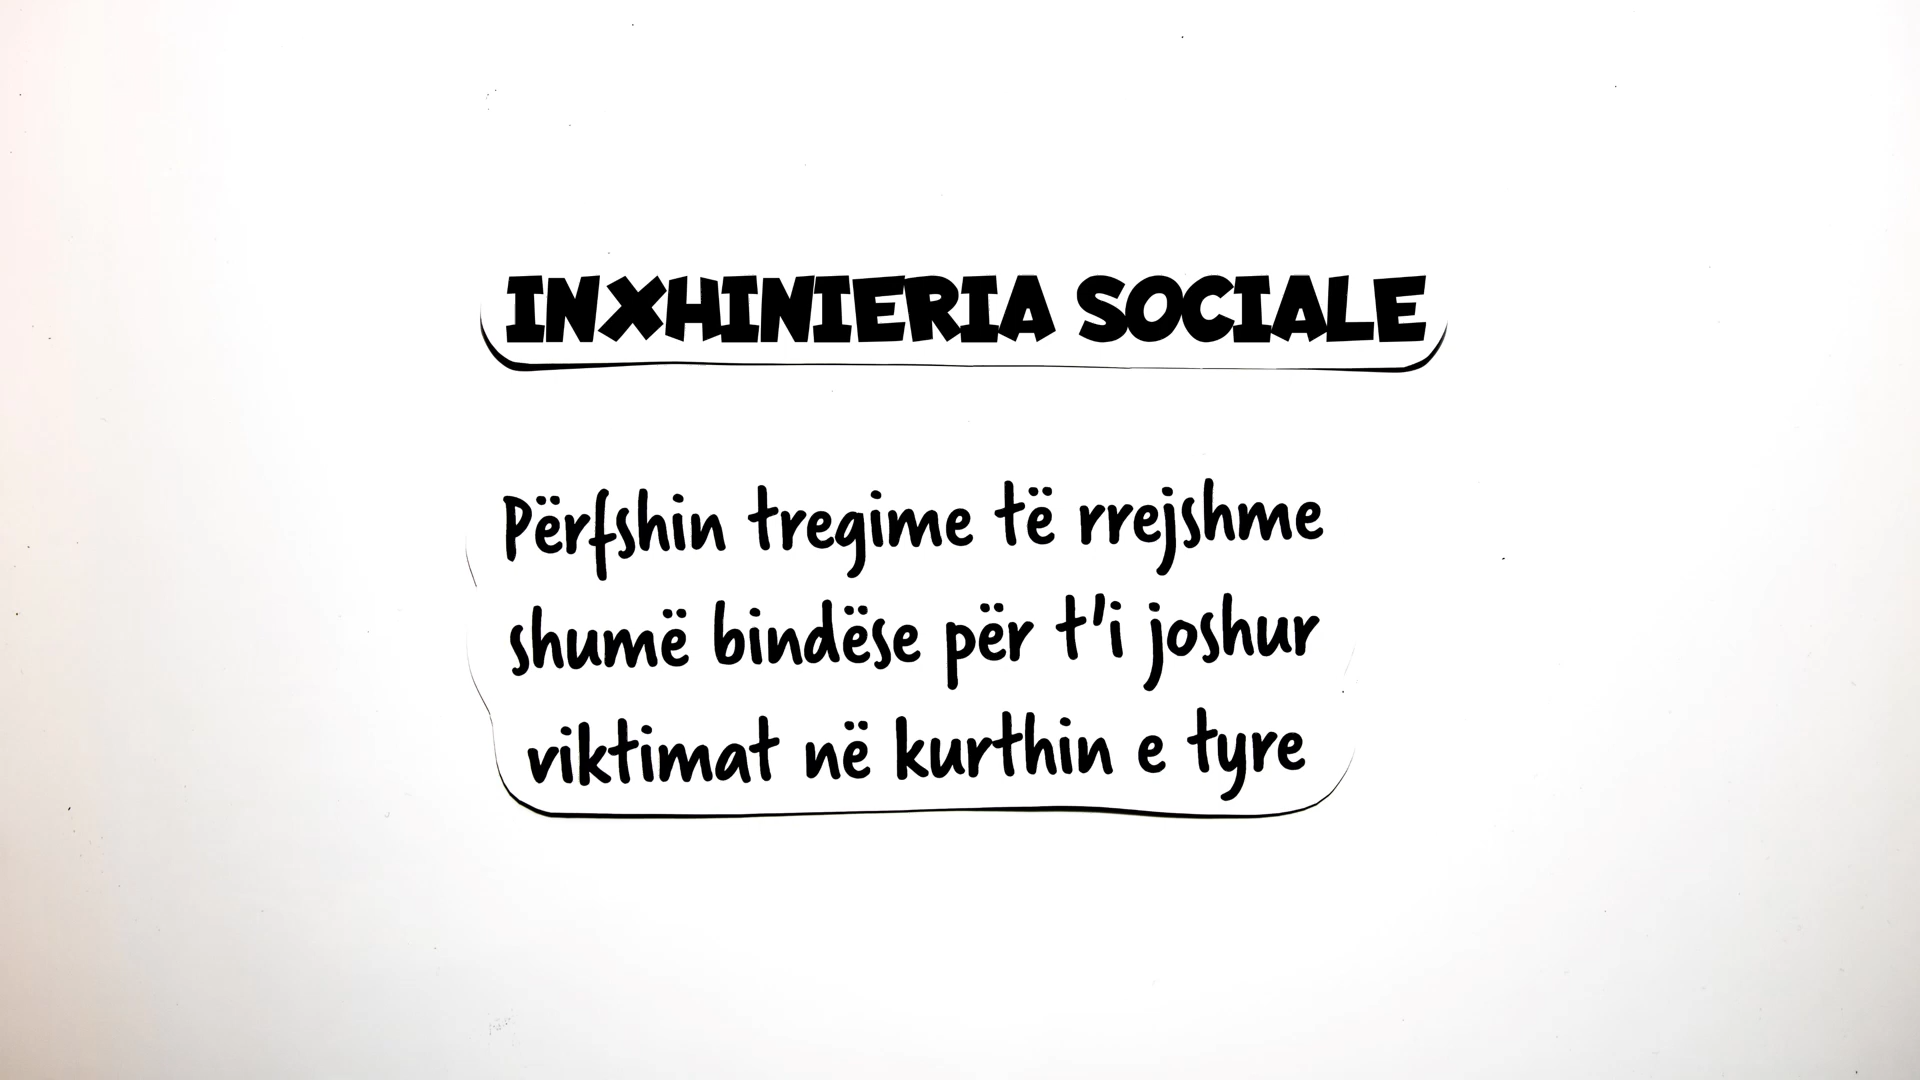 INXHINIERIA SOCIALE
Përfshin tregime të rrejshme
shumë bindëse për t'i joshur
viktimat në kurthin e tyre